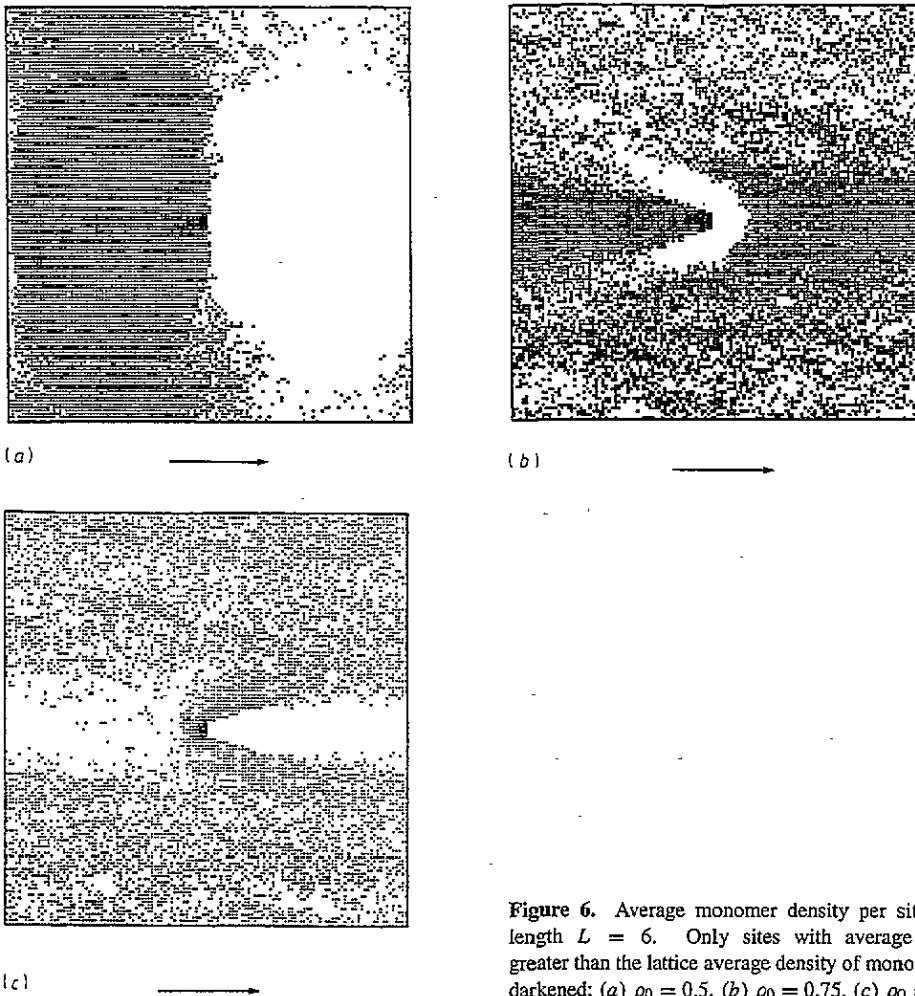 (a)
(b)
(c)
Figure 6. Average monomer density per sit
length L = 6. Only sites with average
greater than the lattice average density of mono
darkened: (a) ρ0 = 0.5, (b) ρ0 = 0.75, (c) ρ0